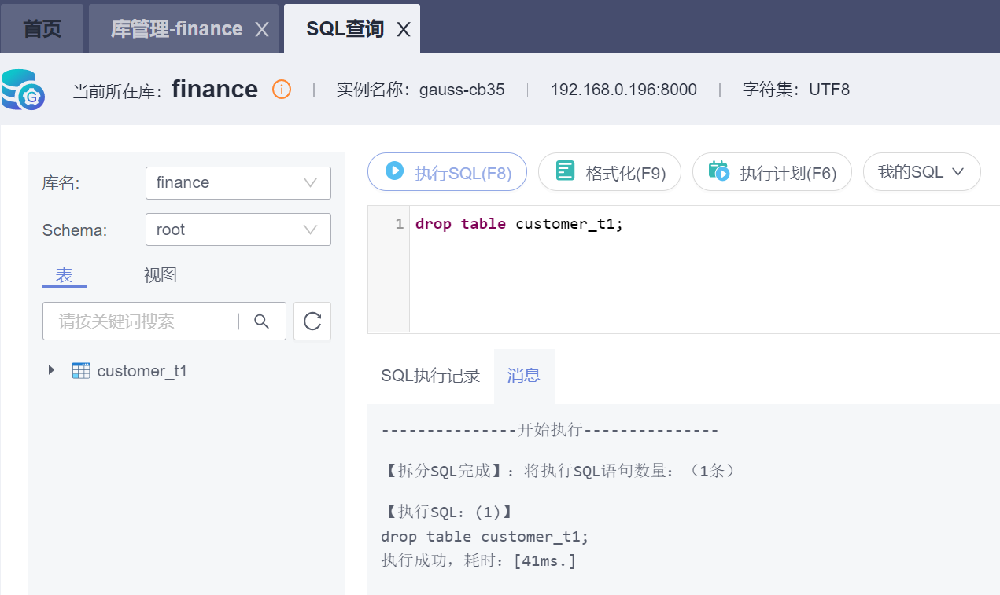 首页
库管理-finance X
SQL查询 X
当前所在库： finance | 实例名称：gauss-cb35 | 192.168.0.196:8000 | 字符集：UTF8
库名: finance
Schema: root
表 视图
请按关键词搜索
customer_t1
执行SQL(F8) 格式化(F9) 执行计划(F6) 我的SQL
1 drop table customer_t1;
SQL执行记录 消息
---------------开始执行---------------
【拆分SQL完成】：将执行SQL语句数量：（1条）
【执行SQL：(1)】
drop table customer_t1;
执行成功，耗时：[41ms.]